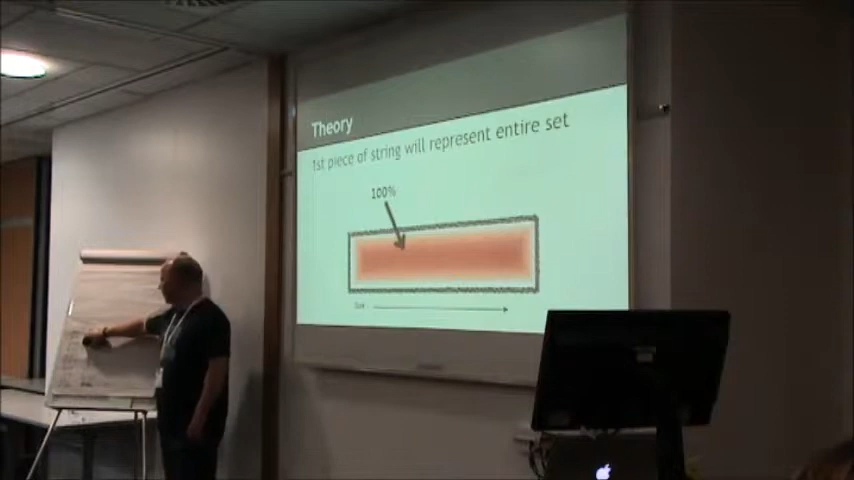 Theory
1st piece of string will represent entire set
100%